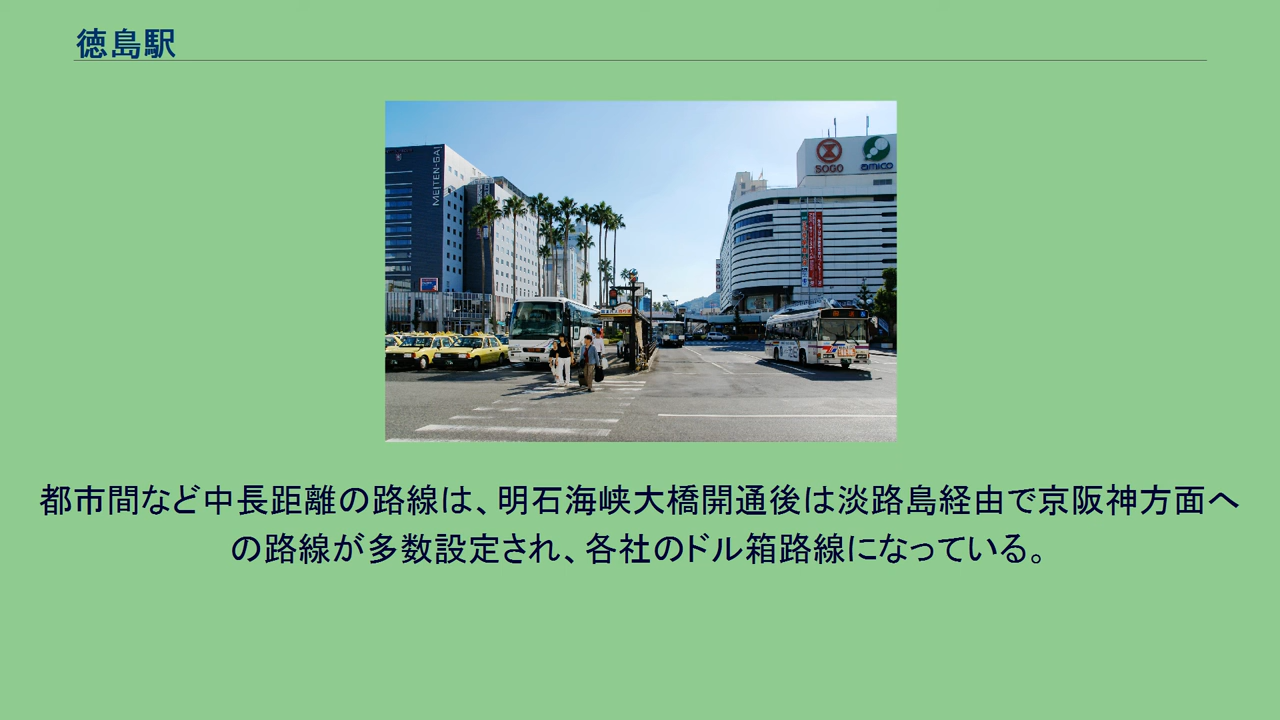 徳島駅
MEITEN-GAI
SOGO
amico
都市間など中長距離の路線は、明石海峡大橋開通後は淡路島経由で京阪神方面へ
の路線が多数設定され、各社のドル箱路線になっている。